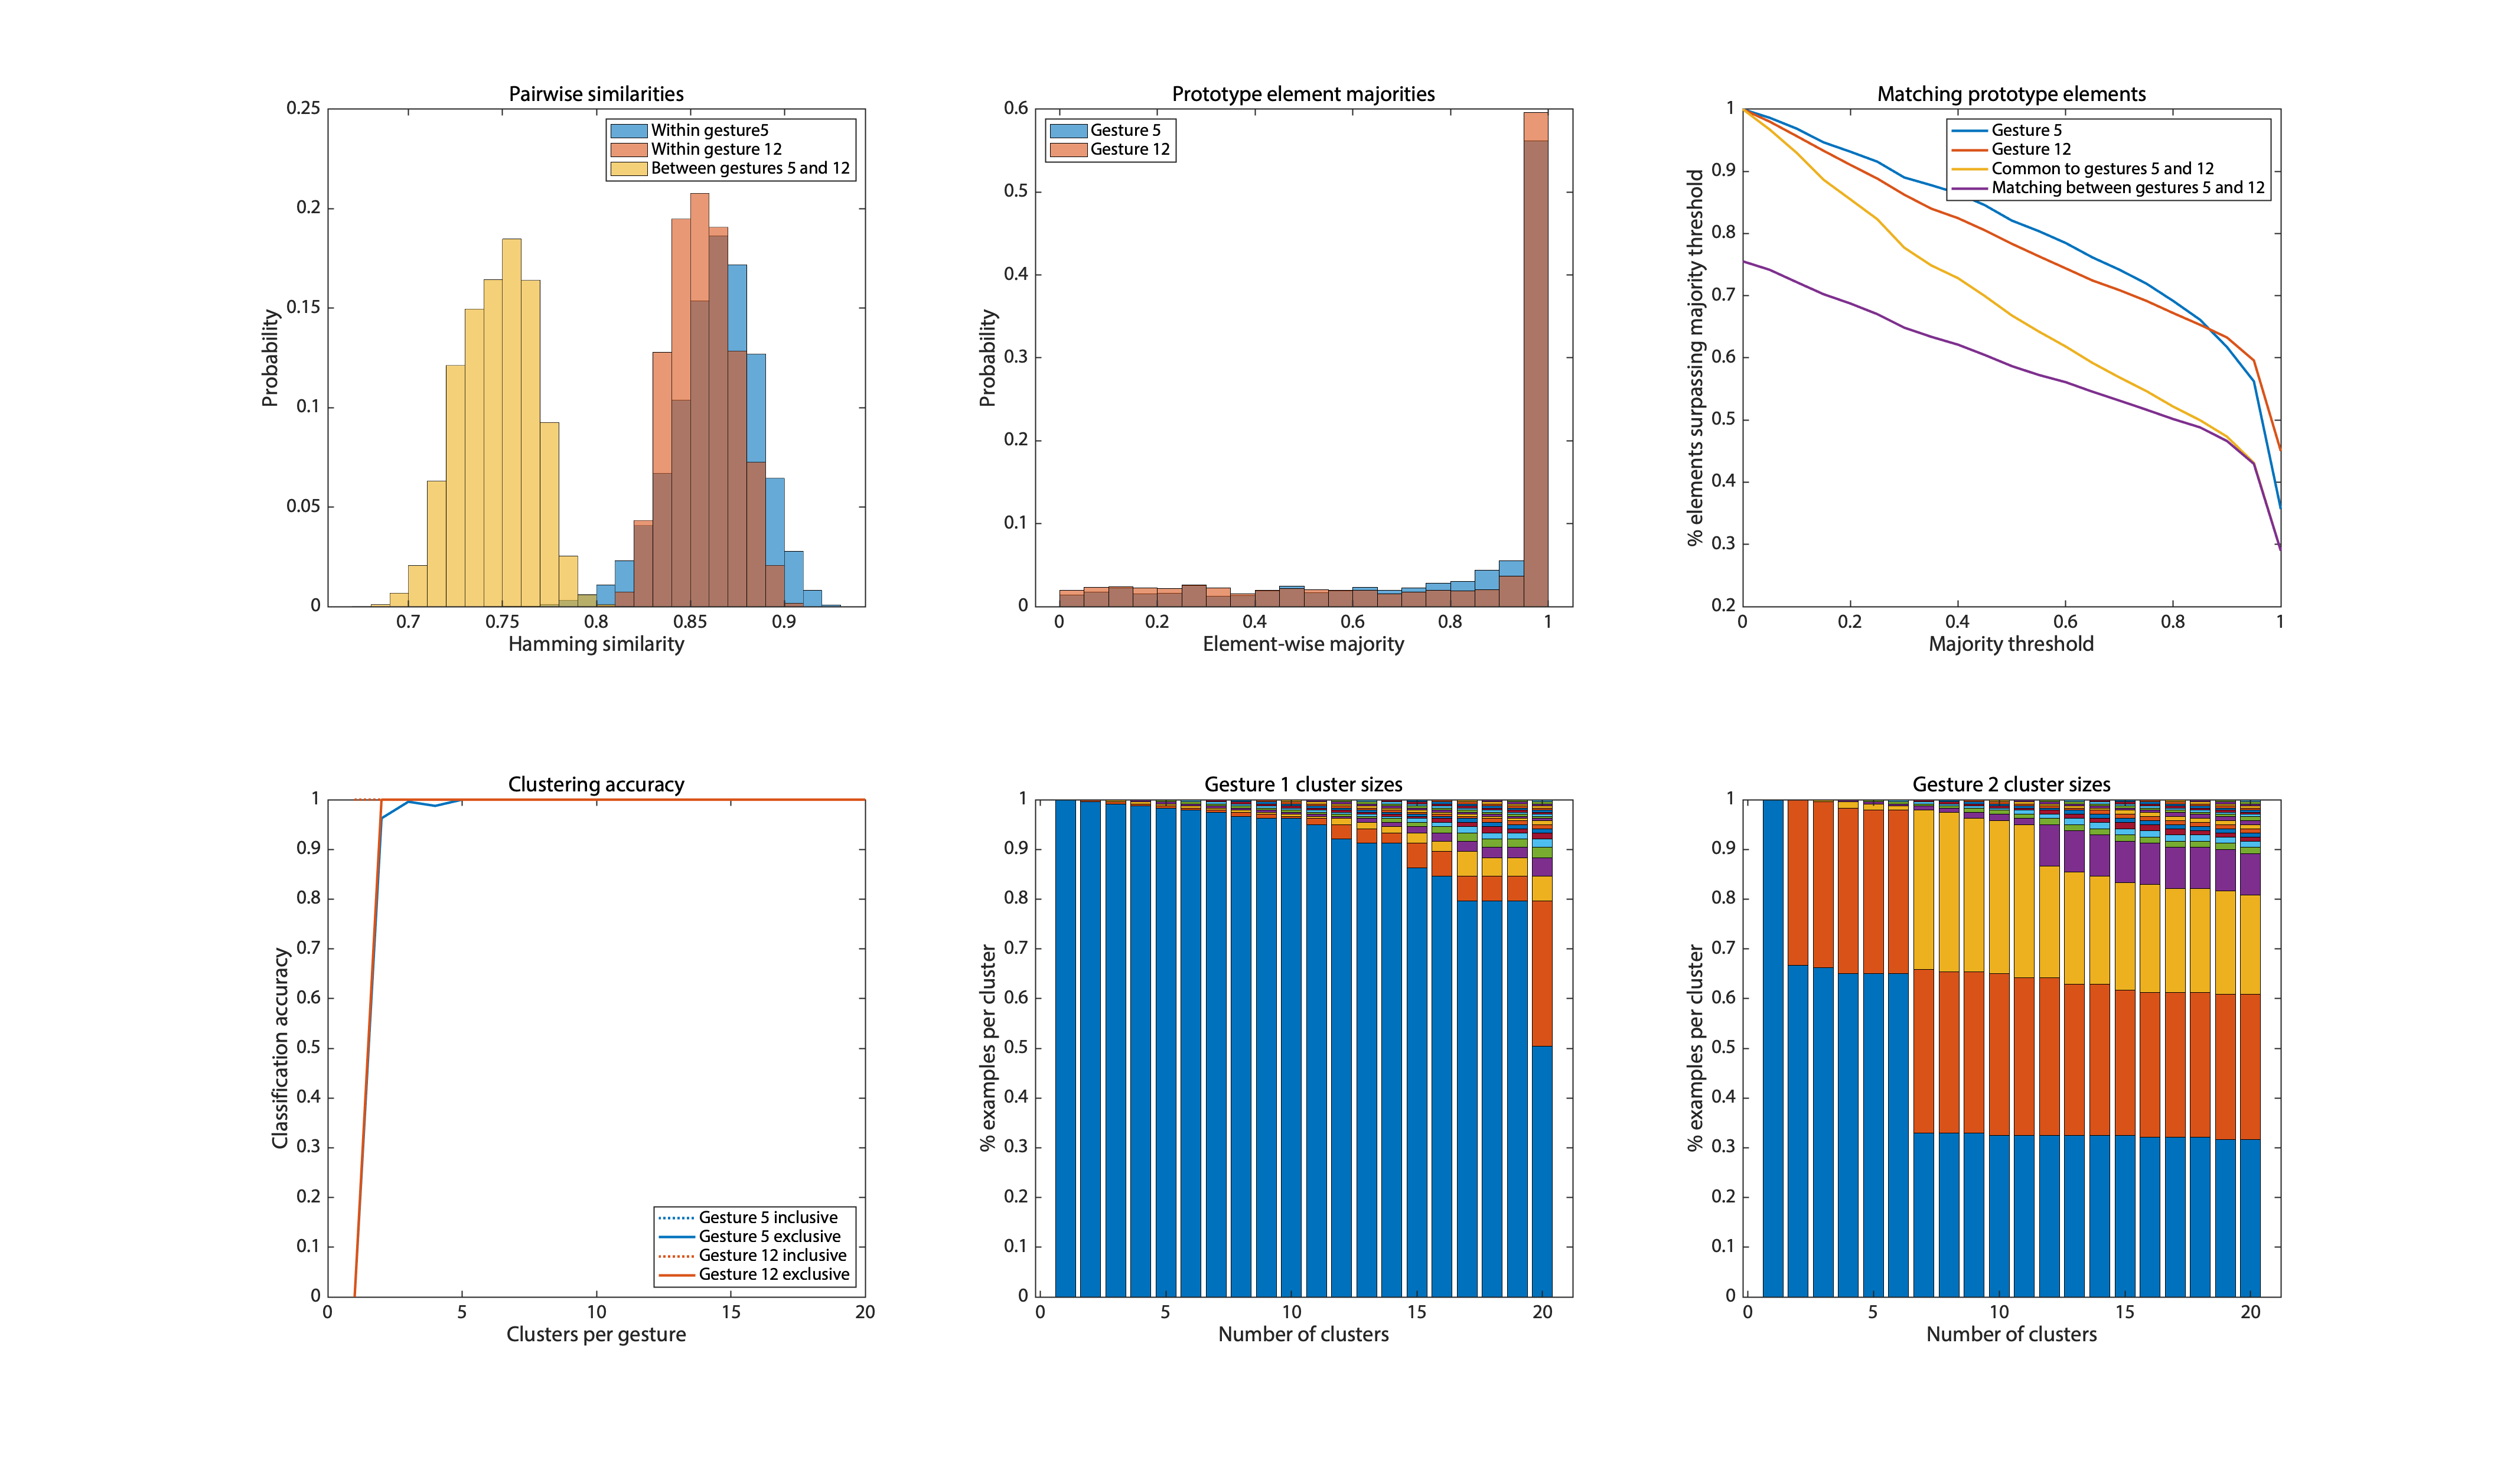 Pairwise similarities
0.25
0.2
0.15
0.1
0.05
0
Probability
Within gesture5
Within gesture 12
Between gestures 5 and 12
0.7 0.75 0.8 0.85 0.9
Hamming similarity
Prototype element majorities
0.6
0.5
0.4
0.3
0.2
0.1
0
Probability
Gesture 5
Gesture 12
0 0.2 0.4 0.6 0.8 1
Element-wise majority
Matching prototype elements
1
0.9
0.8
0.7
0.6
0.5
0.4
0.3
0.2
% elements surpassing majority threshold
Gesture 5
Gesture 12
Common to gestures 5 and 12
Matching between gestures 5 and 12
0 0.2 0.4 0.6 0.8 1
Majority threshold
Clustering accuracy
1
0.9
0.8
0.7
0.6
0.5
0.4
0.3
0.2
0.1
0
Classification accuracy
Gesture 5 inclusive
Gesture 5 exclusive
Gesture 12 inclusive
Gesture 12 exclusive
0 5 10 15 20
Clusters per gesture
Gesture 1 cluster sizes
1
0.9
0.8
0.7
0.6
0.5
0.4
0.3
0.2
0.1
0
% examples per cluster
0 5 10 15 20
Number of clusters
Gesture 2 cluster sizes
1
0.9
0.8
0.7
0.6
0.5
0.4
0.3
0.2
0.1
0
% examples per cluster
0 5 10 15 20
Number of clusters